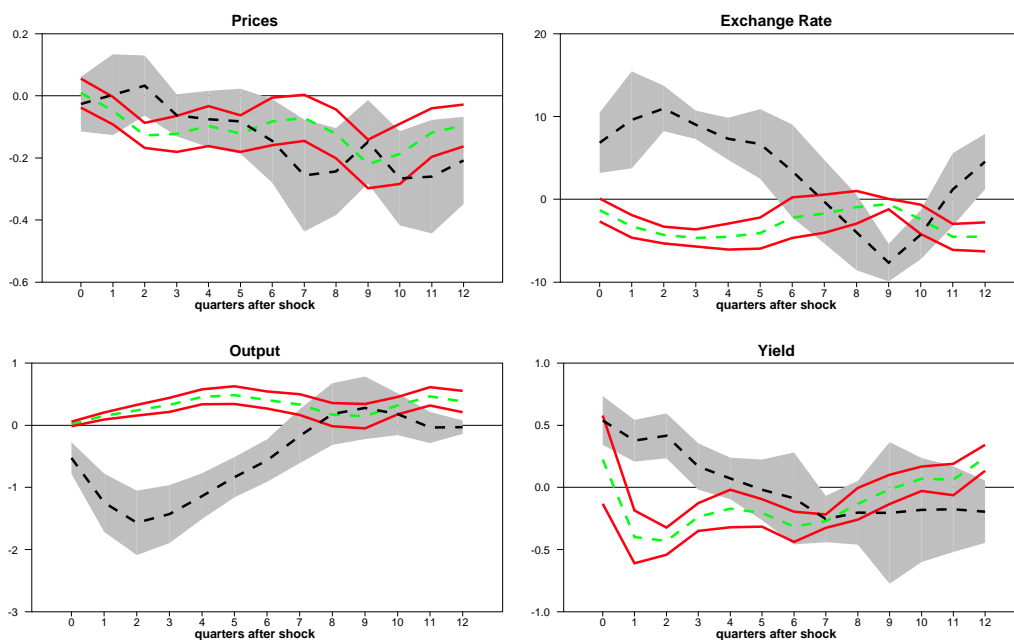 Prices
0.2
0.0
-0.2
-0.4
-0.6
0 1 2 3 4 5 6 7 8 9 10 11 12
quarters after shock
Exchange Rate
20
10
0
-10
0 1 2 3 4 5 6 7 8 9 10 11 12
quarters after shock
Output
1
0
-1
-2
-3
0 1 2 3 4 5 6 7 8 9 10 11 12
quarters after shock
Yield
1.0
0.5
0.0
-0.5
-1.0
0 1 2 3 4 5 6 7 8 9 10 11 12
quarters after shock